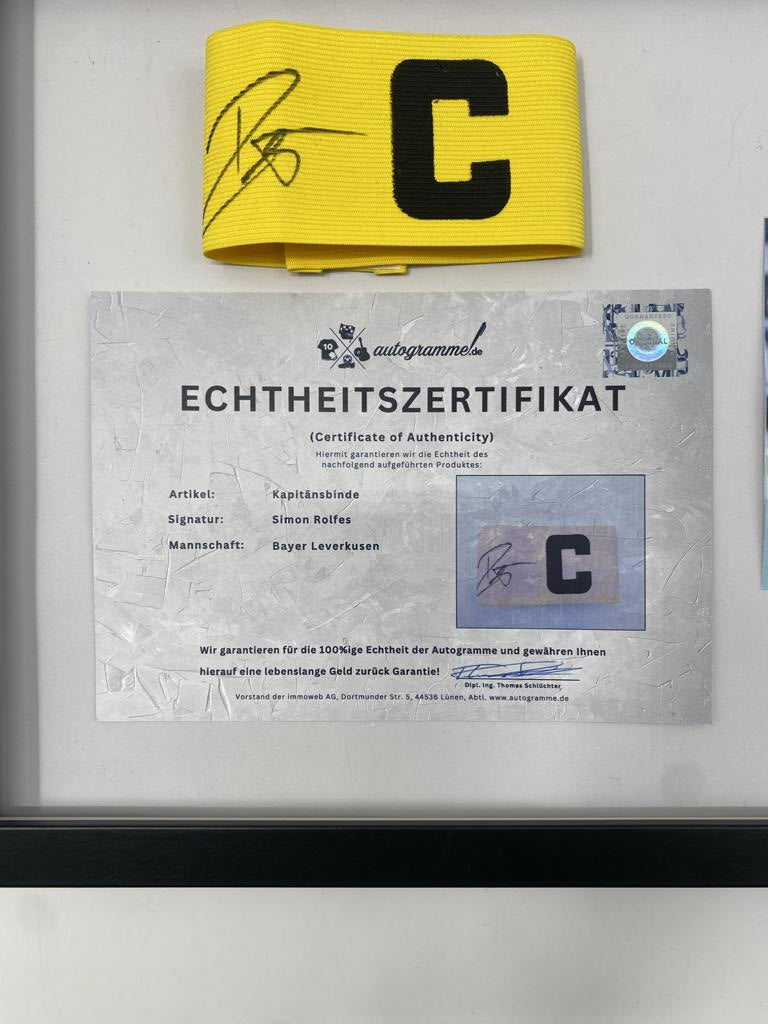 C
10
autogramme.de
GUARANTEED
ORIGINAL
ECHTHEITSZERTIFIKAT
(Certificate of Authenticity)
Hiermit garantieren wir die Echtheit des
nachfolgend aufgeführten Produktes:
Artikel: Kapitänsbinde
Signatur: Simon Rolfes
Mannschaft: Bayer Leverkusen
C
Wir garantieren für die 100%ige Echtheit der Autogramme und gewähren Ihnen
hierauf eine lebenslange Geld zurück Garantie!
Dipl. Ing. Thomas Schlüchter
Vorstand der immoweb AG, Dortmunder Str. 5, 44536 Lünen, Abtl. www.autogramme.de